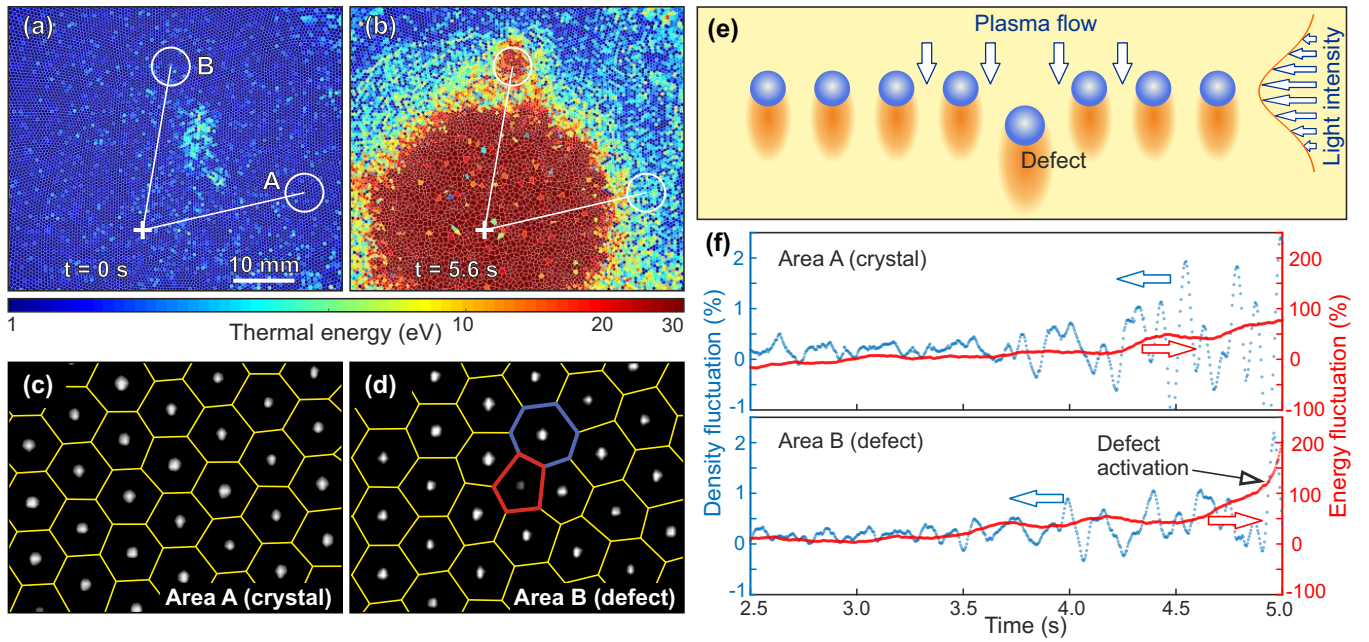 (a)
B
A
t = 0 s
10 mm
(b)
t = 5.6 s
1
10
20
30
Thermal energy (eV)
(c)
Area A (crystal)
(d)
Area B (defect)
(e)
Plasma flow
Defect
Light intensity
(f)
Area A (crystal)
Density fluctuation (%)
Energy fluctuation (%)
2
1
0
-1
200
100
0
-100
Area B (defect)
Defect
activation
2
1
0
-1
200
100
0
-100
2.5
3.0
3.5
4.0
4.5
5.0
Time (s)